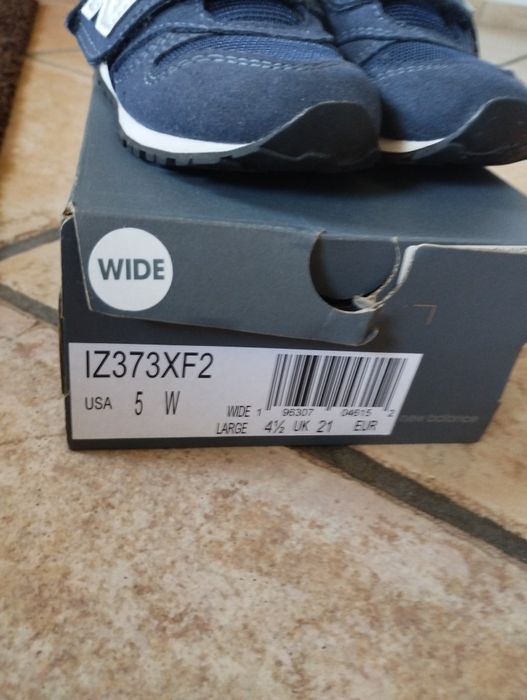 WIDE
IZ373XF2
USA 5 W
WIDE 1 96307 04615 2
LARGE 4½ UK 21 EUR
new balance